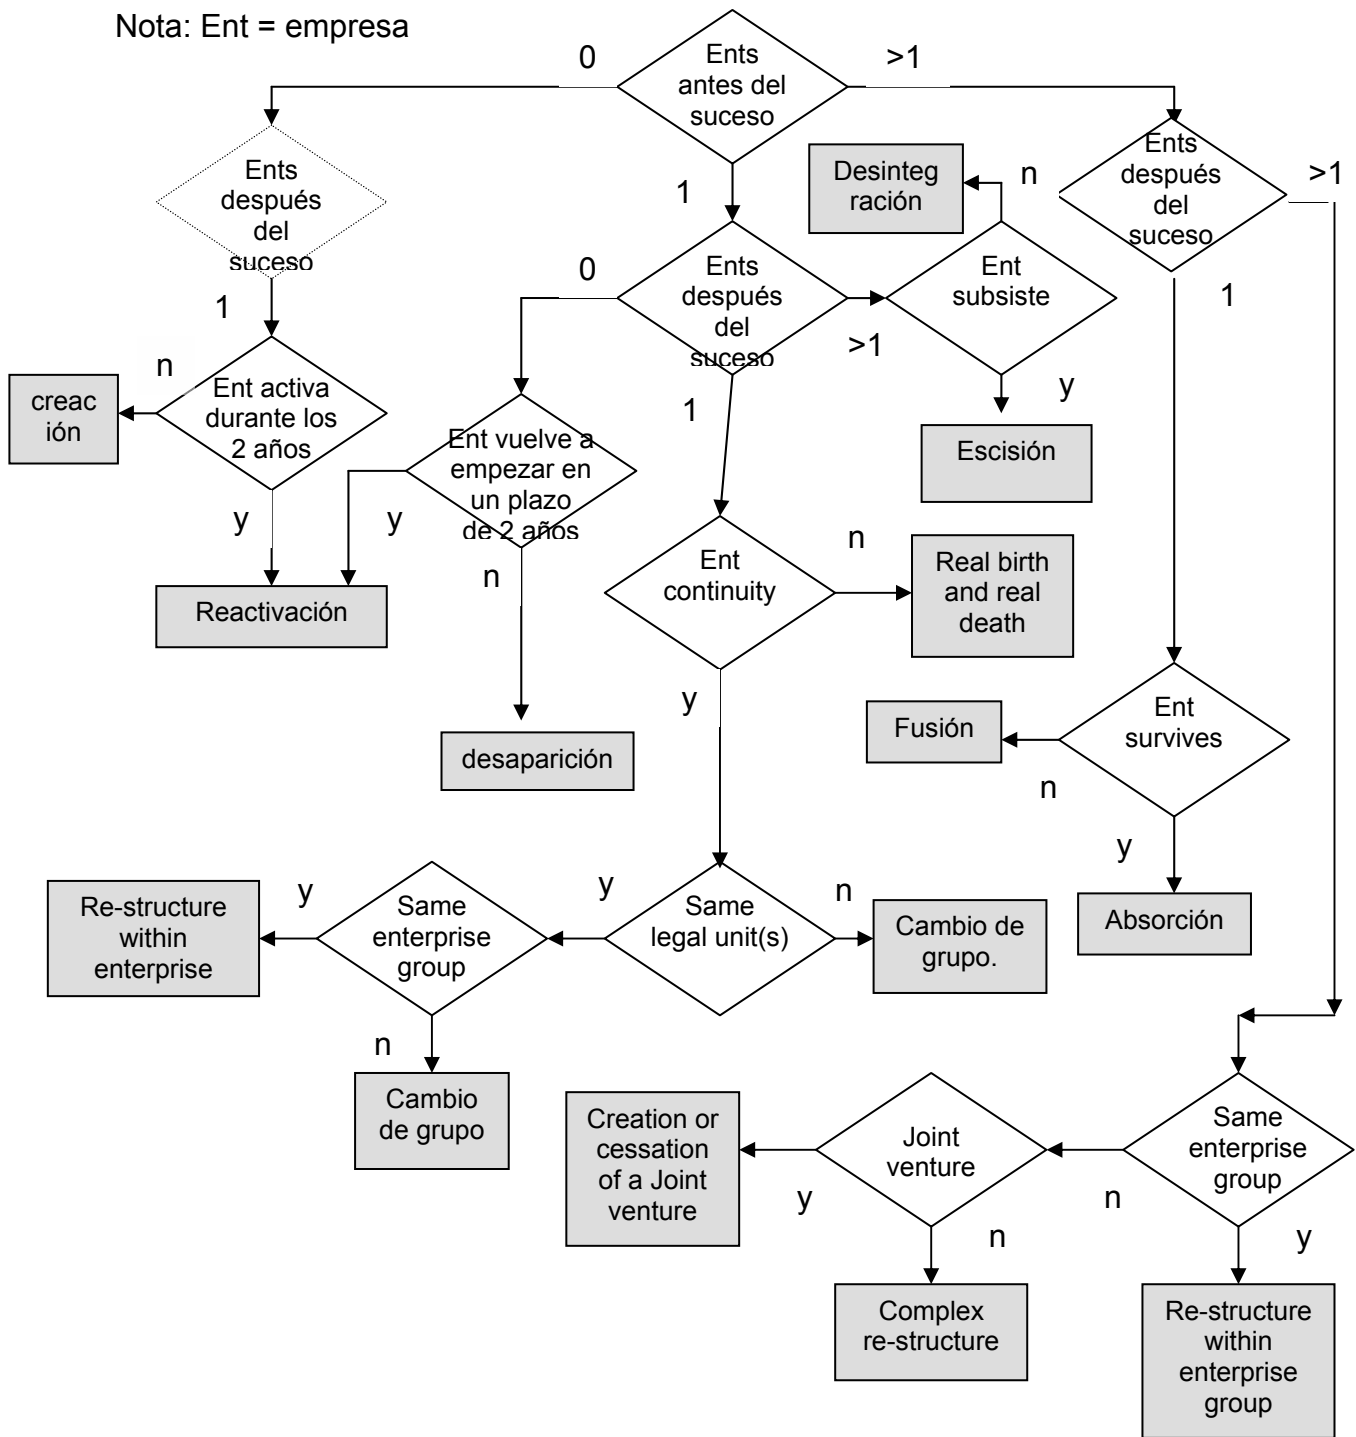 Nota: Ent = empresa
0
Ents
antes del
suceso
>1
Ents
después
del
suceso
1
Desinteg
ración
n
Ents
después
del
suceso
>1
0
Ents
después
del
suceso
>1
Ent
subsiste
1
1
n
creac
ión
Ent activa
durante los
2 años
1
y
Ent vuelve a
empezar en
un plazo
de 2 años
Escisión
y
y
n
Ent
continuity
n
Real birth
and real
death
Reactivación
y
desaparición
Fusión
Ent
survives
n
y
Re-structure
within
enterprise
y
Same
enterprise
group
y
Same
legal unit(s)
n
Cambio de
grupo.
Absorción
n
Cambio
de grupo
Creation or
cessation
of a Joint
venture
y
Joint
venture
n
Same
enterprise
group
n
y
Complex
re-structure
Re-structure
within
enterprise
group